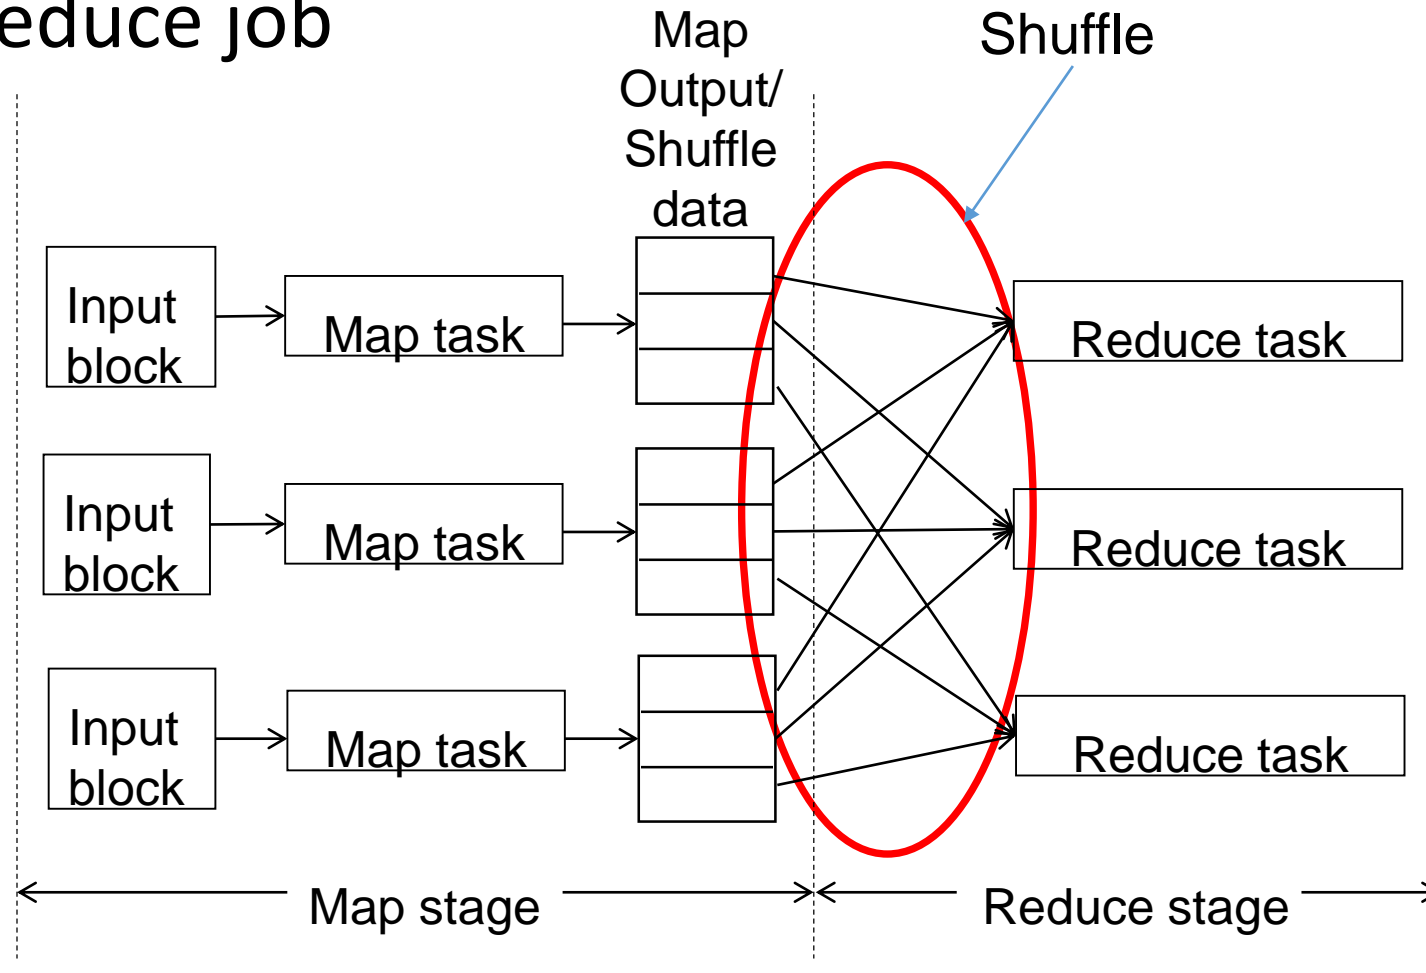 educe job
Map
Output/
Shuffle
data
Shuffle
Input
block
Map task
Reduce task
Input
block
Map task
Reduce task
Input
block
Map task
Reduce task
Map stage
Reduce stage